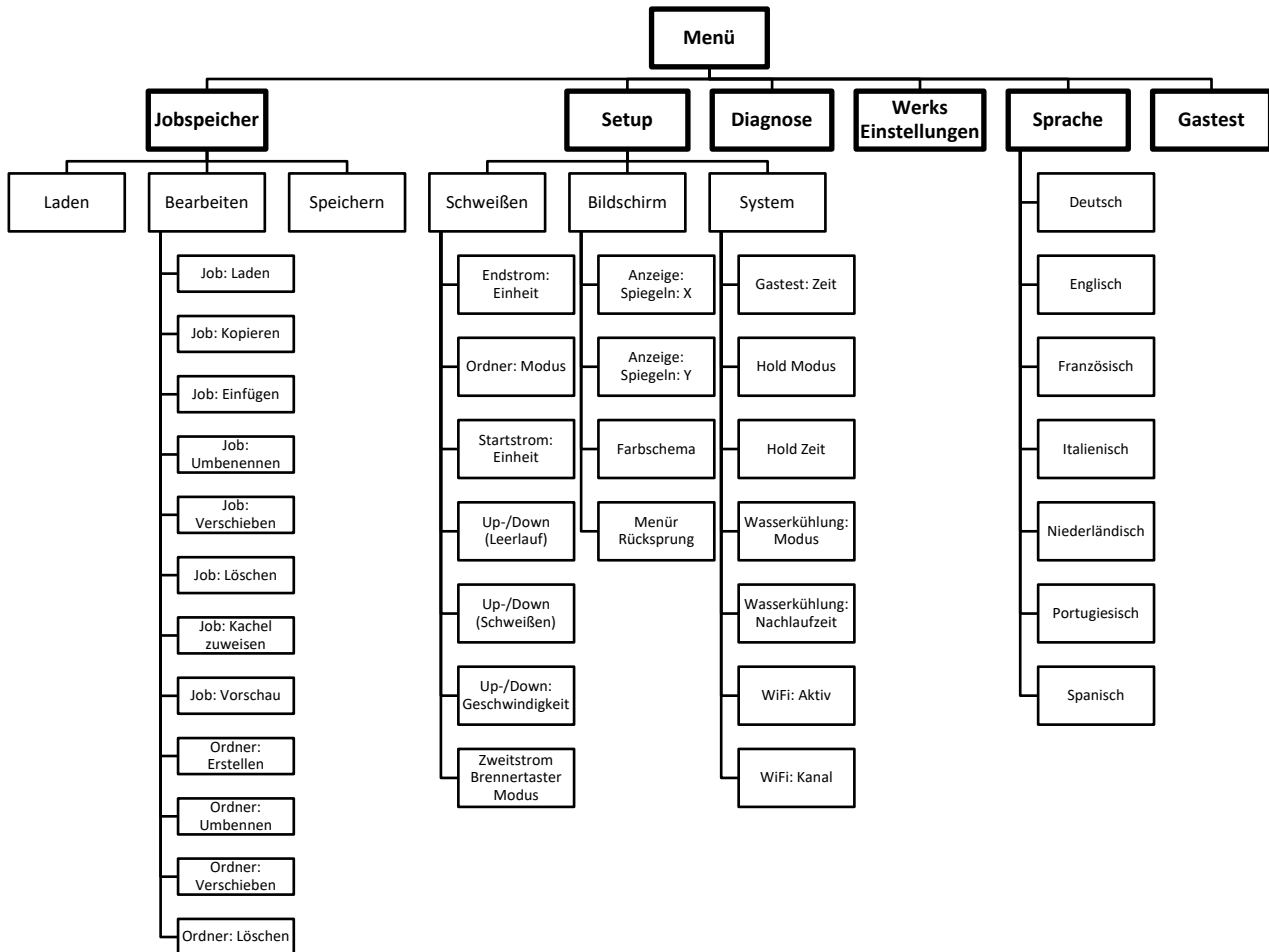 Menü
Jobspeicher
Setup
Diagnose
Werks
Einstellungen
Sprache
Gastest
Laden
Bearbeiten
Speichern
Schweißen
Bildschirm
System
Job: Laden
Job: Kopieren
Job: Einfügen
Job:
Umbenennen
Job:
Verschieben
Job: Löschen
Job: Kachel
zuweisen
Job: Vorschau
Ordner:
Erstellen
Ordner:
Umbennen
Ordner:
Verschieben
Ordner: Löschen
Endstrom:
Einheit
Ordner: Modus
Startstrom:
Einheit
Up-/Down
(Leerlauf)
Up-/Down
(Schweißen)
Up-/Down:
Geschwindigkeit
Zweitstrom
Brennertaster
Modus
Anzeige:
Spiegeln: X
Anzeige:
Spiegeln: Y
Farbschema
Menür
Rücksprung
Gastest: Zeit
Hold Modus
Hold Zeit
Wasserkühlung:
Modus
Wasserkühlung:
Nachlaufzeit
WiFi: Aktiv
WiFi: Kanal
Deutsch
Englisch
Französisch
Italienisch
Niederländisch
Portugiesisch
Spanisch